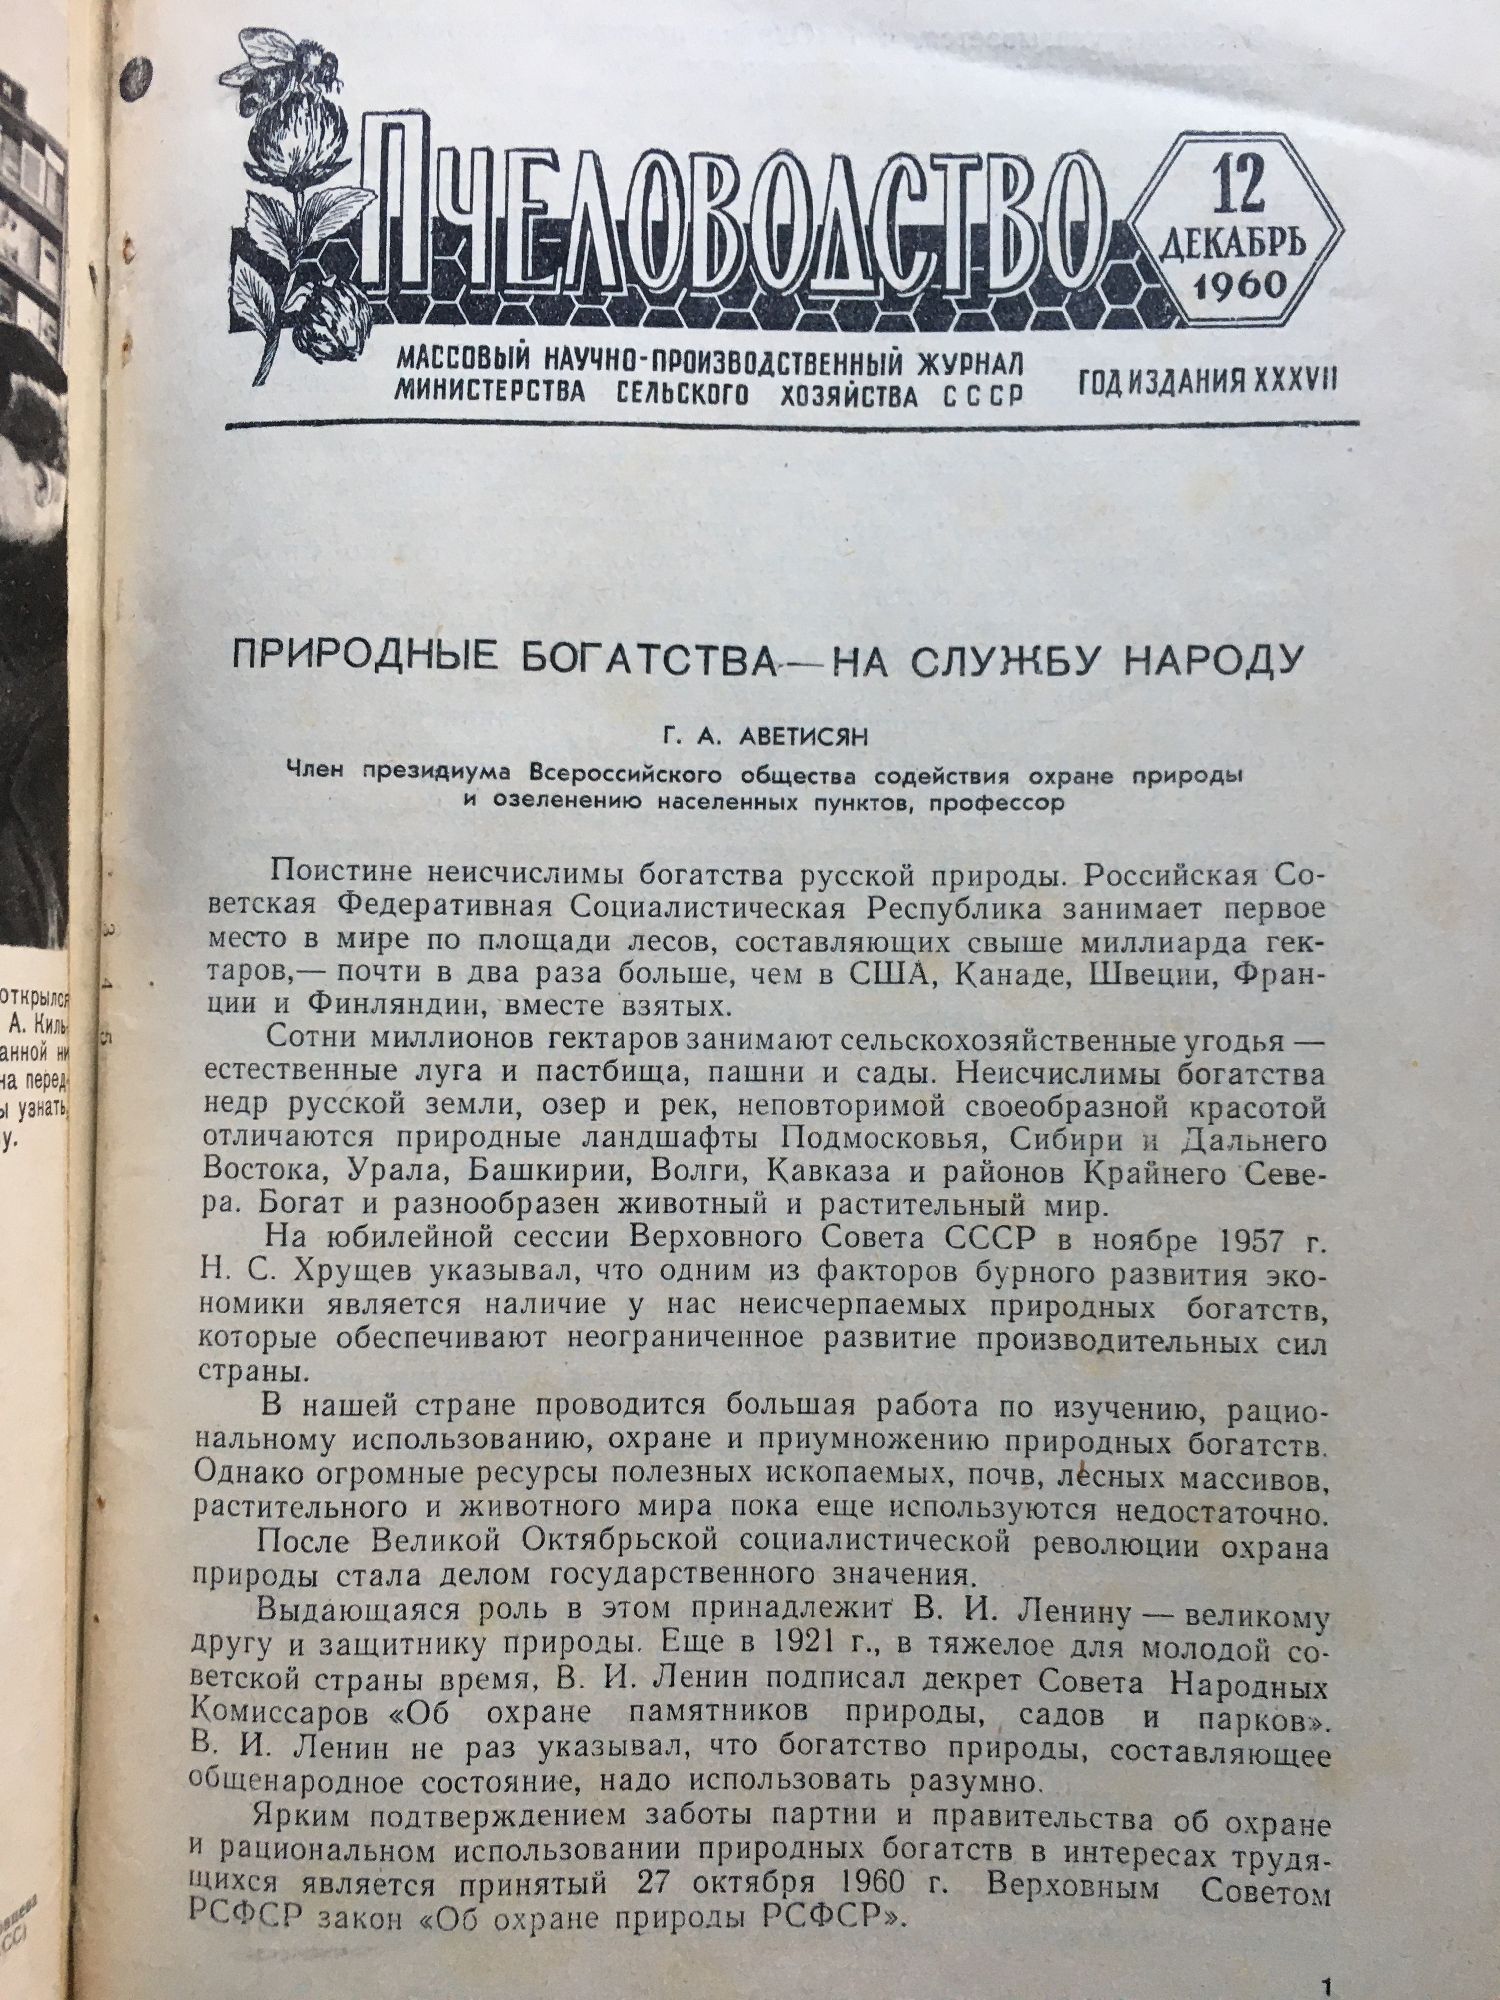 ПЧЕЛОВОДСТВО
12
ДЕКАБРЬ
1960
МАССОВЫЙ НАУЧНО-ПРОИЗВОДСТВЕННЫЙ ЖУРНАЛ
МИНИСТЕРСТВА СЕЛЬСКОГО ХОЗЯЙСТВА СССР
ГОД ИЗДАНИЯ XXXVII
ПРИРОДНЫЕ БОГАТСТВА — НА СЛУЖБУ НАРОДУ
Г. А. АВЕТИСЯН
Член президиума Всероссийского общества содействия охране природы
и озеленению населенных пунктов, профессор
Поистине неисчислимы богатства русской природы. Российская Со-
ветская Федеративная Социалистическая Республика занимает первое
место в мире по площади лесов, составляющих свыше миллиарда гек-
таров,— почти в два раза больше, чем в США, Канаде, Швеции, Фран-
ции и Финляндии, вместе взятых.
Сотни миллионов гектаров занимают сельскохозяйственные угодья —
естественные луга и пастбища, пашни и сады. Неисчислимы богатства
недр русской земли, озер и рек, неповторимой своеобразной красотой
отличаются природные ландшафты Подмосковья, Сибири и Дальнего
Востока, Урала, Башкирии, Волги, Кавказа и районов Крайнего Севе-
ра. Богат и разнообразен животный и растительный мир.
На юбилейной сессии Верховного Совета СССР в ноябре 1957 г.
Н. С. Хрущев указывал, что одним из факторов бурного развития эко-
номики является наличие у нас неисчерпаемых природных богатств,
которые обеспечивают неограниченное развитие производительных сил
страны.
В нашей стране проводится большая работа по изучению, рацио-
нальному использованию, охране и приумножению природных богатств.
Однако огромные ресурсы полезных ископаемых, почв, лесных массивов,
растительного и животного мира пока еще используются недостаточно.
После Великой Октябрьской социалистической революции охрана
природы стала делом государственного значения.
Выдающаяся роль в этом принадлежит В. И. Ленину — великому
другу и защитнику природы. Еще в 1921 г., в тяжелое для молодой со-
ветской страны время, В. И. Ленин подписал декрет Совета Народных
Комиссаров «Об охране памятников природы, садов и парков».
В. И. Ленин не раз указывал, что богатство природы, составляющее
общенародное состояние, надо использовать разумно.
Ярким подтверждением заботы партии и правительства об охране
и рациональном использовании природных богатств в интересах трудя-
щихся является принятый 27 октября 1960 г. Верховным Советом
РСФСР закон «Об охране природы РСФСР».
1
открылся
А. Киль-
анной ни
на перед-
ы узнать,
у.
3
4
5